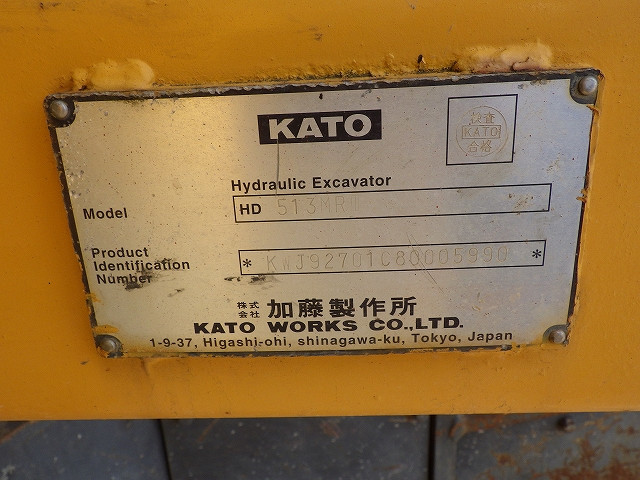 KATO
検査
KATO
合格
Hydraulic Excavator
Model
HD 513MRⅢ
Product
Identification
Number
* KWJ92701C80005990 *
株式会社 加藤製作所
KATO WORKS CO.,LTD.
1-9-37, Higashi-ohi, shinagawa-ku, Tokyo, Japan